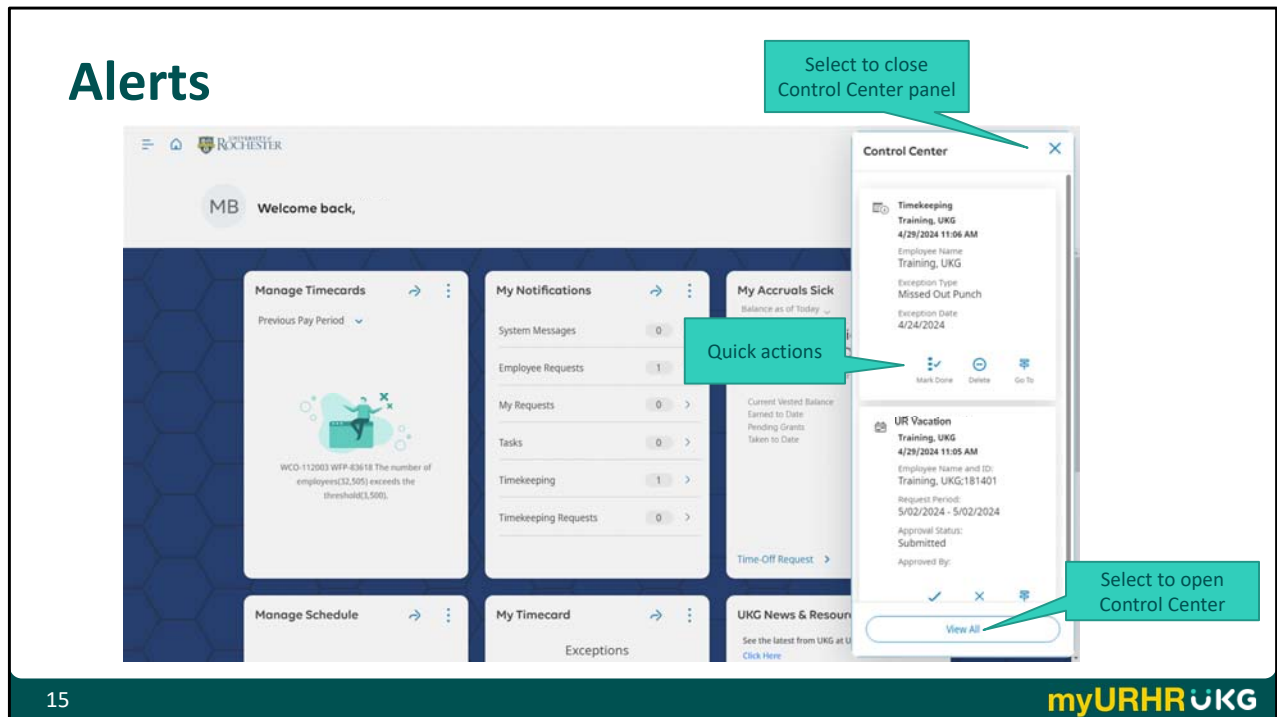 Alerts
Select to close
Control Center panel
UNIVERSITY of
ROCHESTER
MB
Welcome back,
Manage Timecards
Previous Pay Period
WCO-112003 WFP-83618 The number of
employees(32,505) exceeds the
threshold(3,500).
My Notifications
System Messages 0
Employee Requests 1
My Requests 0
Tasks 0
Timekeeping 1
Timekeeping Requests 0
My Accruals Sick
Balance as of Today
Current Vested Balance
Earned to Date
Pending Grants
Taken to Date
Time-Off Request
Manage Schedule
My Timecard
Exceptions
UKG News & Resour
See the latest from UKG at U
Click Here
Control Center
Timekeeping
Training, UKG
4/29/2024 11:06 AM
Employee Name
Training, UKG
Exception Type
Missed Out Punch
Exception Date
4/24/2024
Quick actions
Mark Done Delete Go To
UR Vacation
Training, UKG
4/29/2024 11:05 AM
Employee Name and ID:
Training, UKG;181401
Request Period:
5/02/2024 - 5/02/2024
Approval Status:
Submitted
Approved By:
View All
Select to open
Control Center
15
myURHR UKG